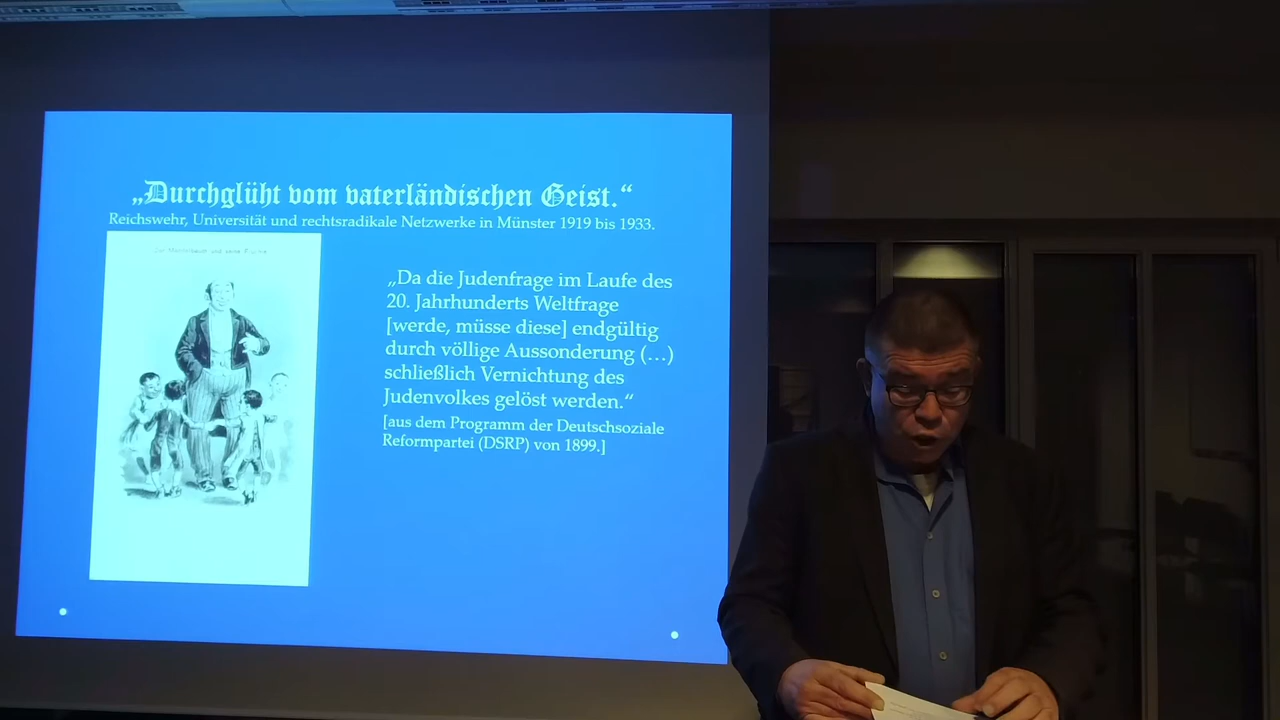 „Durchglüht vom vaterländischen Geist.“
Reichswehr, Universität und rechtsradikale Netzwerke in Münster 1919 bis 1933.
„Da die Judenfrage im Laufe des
20. Jahrhunderts Weltfrage
[werde, müsse diese] endgültig
durch völlige Aussonderung (…)
schließlich Vernichtung des
Judenvolkes gelöst werden.“
[aus dem Programm der Deutschsoziale
Reformpartei (DSRP) von 1899.]